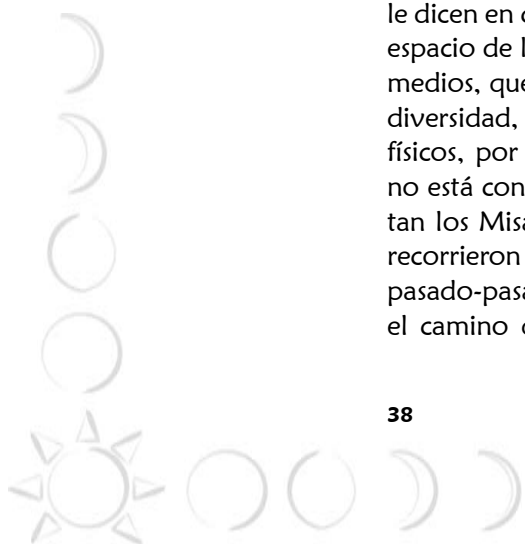 le dicen en
espacio de
medios, que
diversidad,
físicos, por
no está con
tan los
recorrieron
pasado-pasa
el camino
38